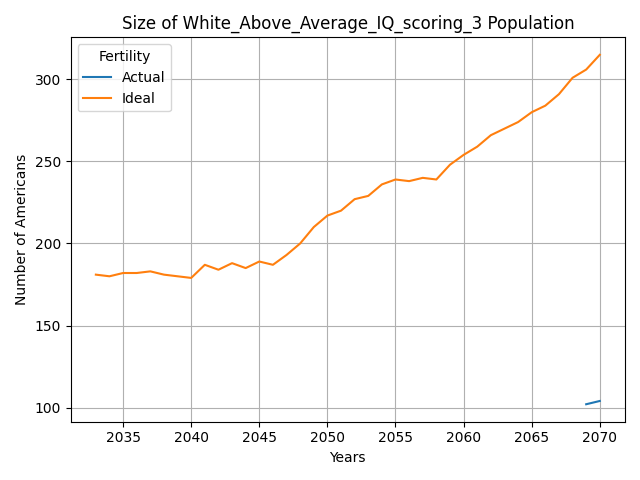 Size of White_Above_Average_IQ_scoring_3 Population
Fertility
Actual
Ideal
300
250
200
150
100
Number of Americans
2035 2040 2045 2050 2055 2060 2065 2070
Years